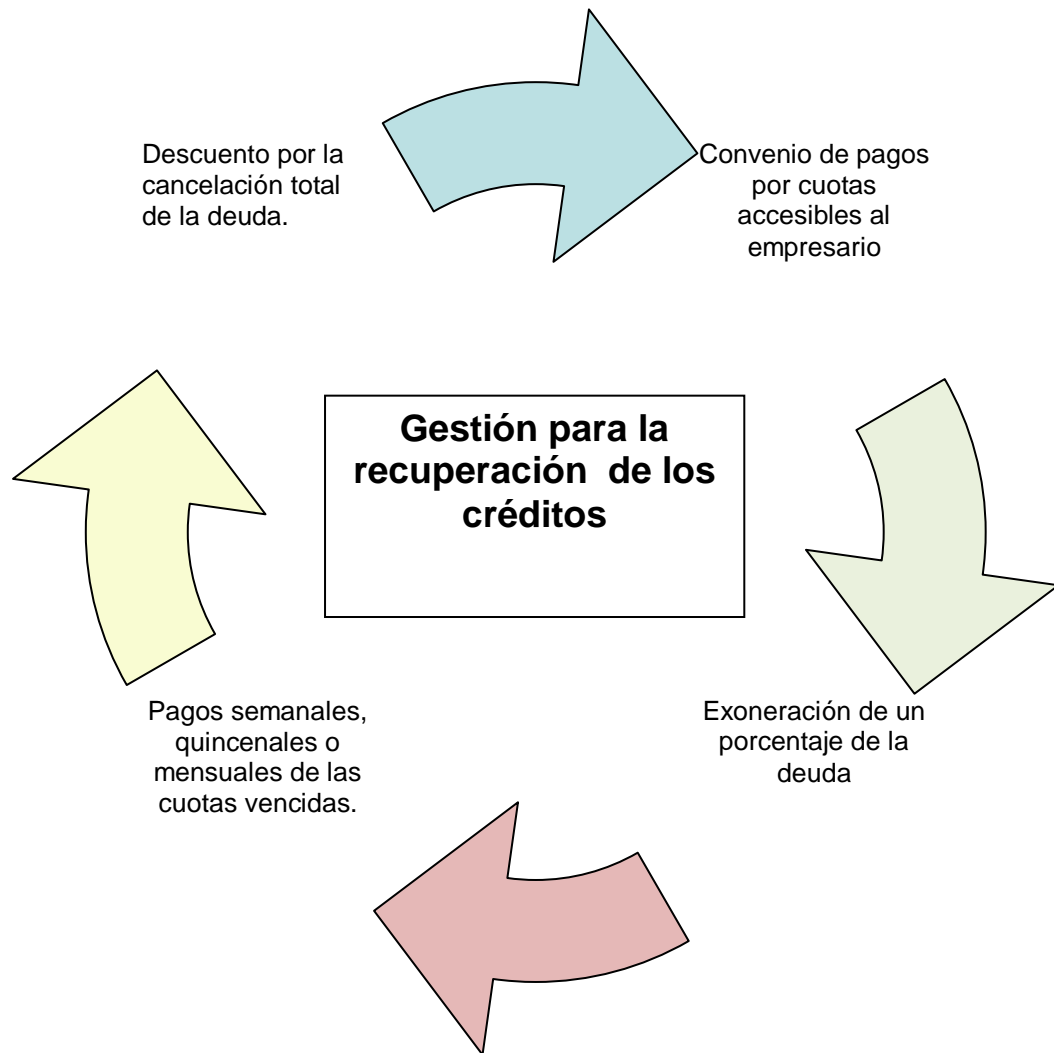 Descuento por la
cancelación total
de la deuda.
Convenio de pagos
por cuotas
accesibles al
empresario
Gestión para la
recuperación  de los
créditos
Pagos semanales,
quincenales o
mensuales de las
cuotas vencidas.
Exoneración de un
porcentaje de la
deuda